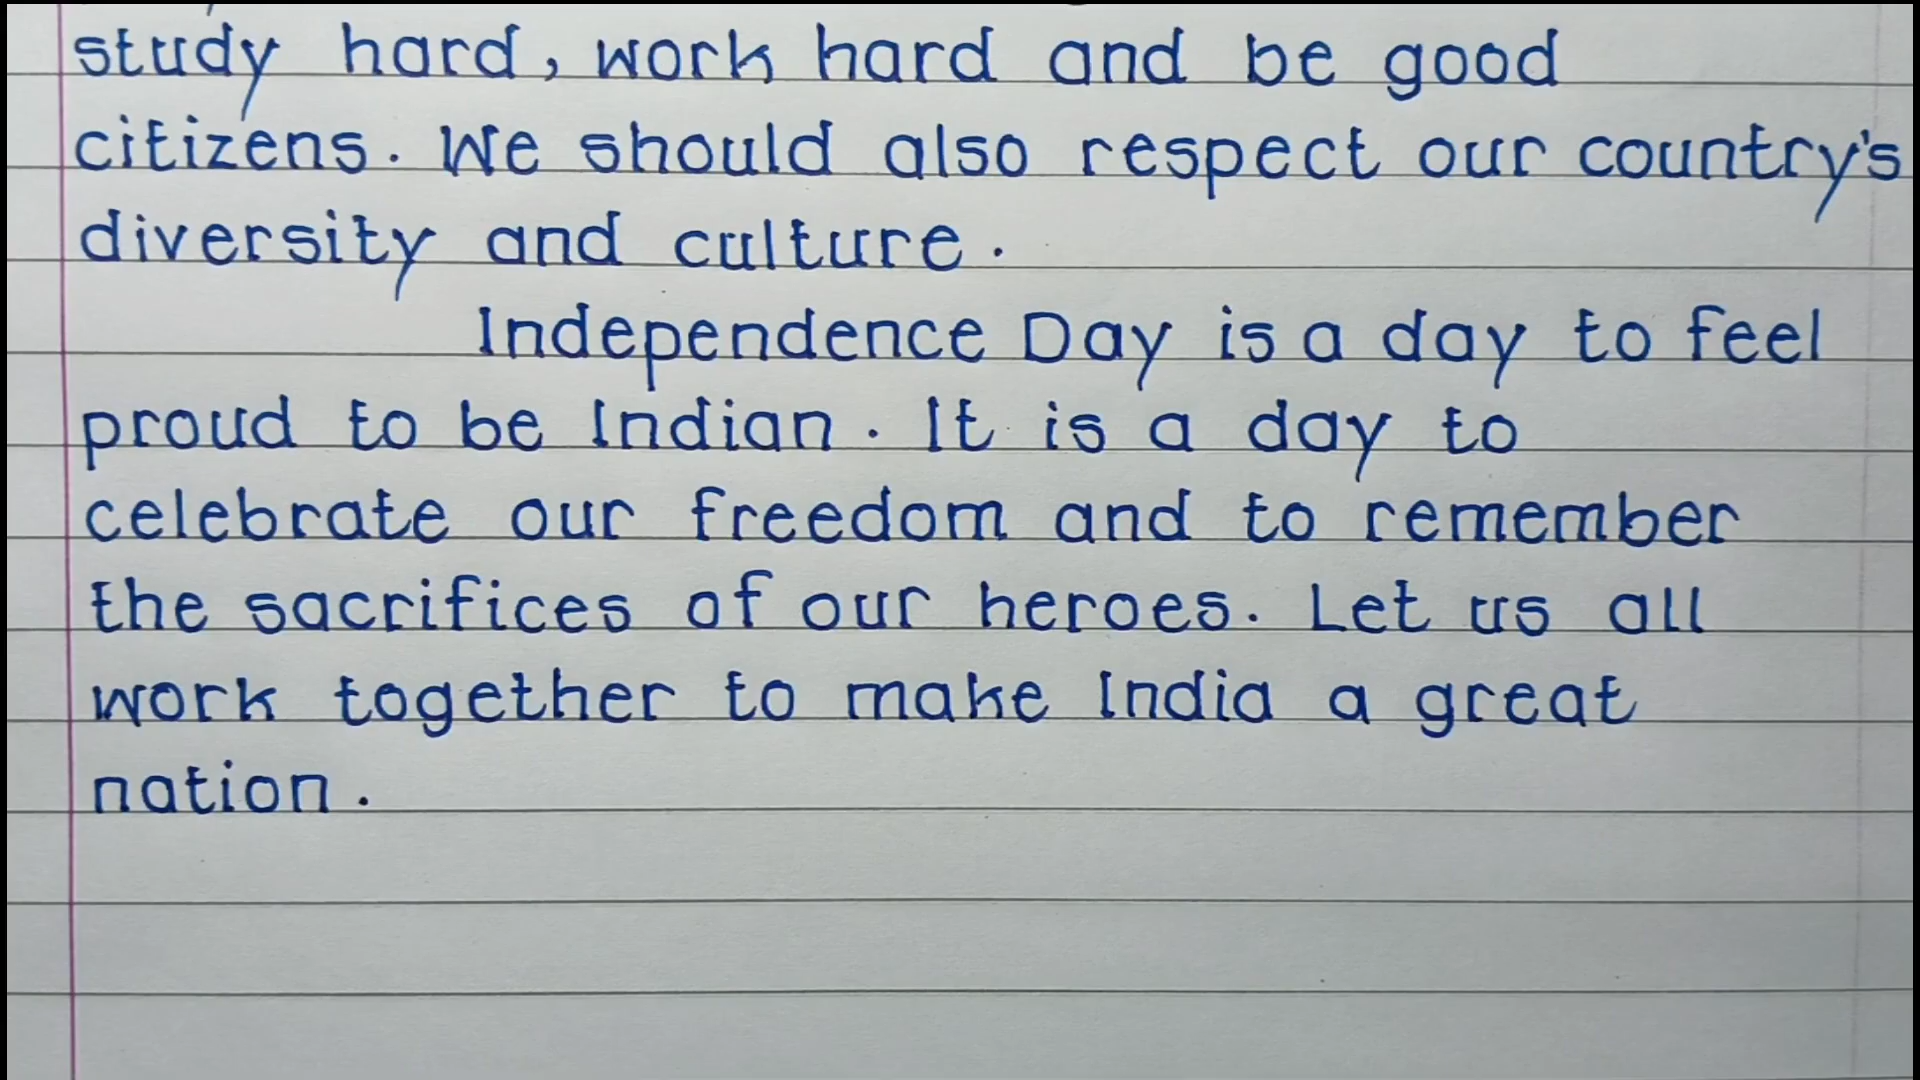 study hard, work hard and be good
citizens. We should also respect our country's
diversity and culture.
Independence Day is a day to feel
proud to be Indian. It is a day to
celebrate our freedom and to remember
the sacrifices of our heroes. Let us all
work together to make India a great
nation.